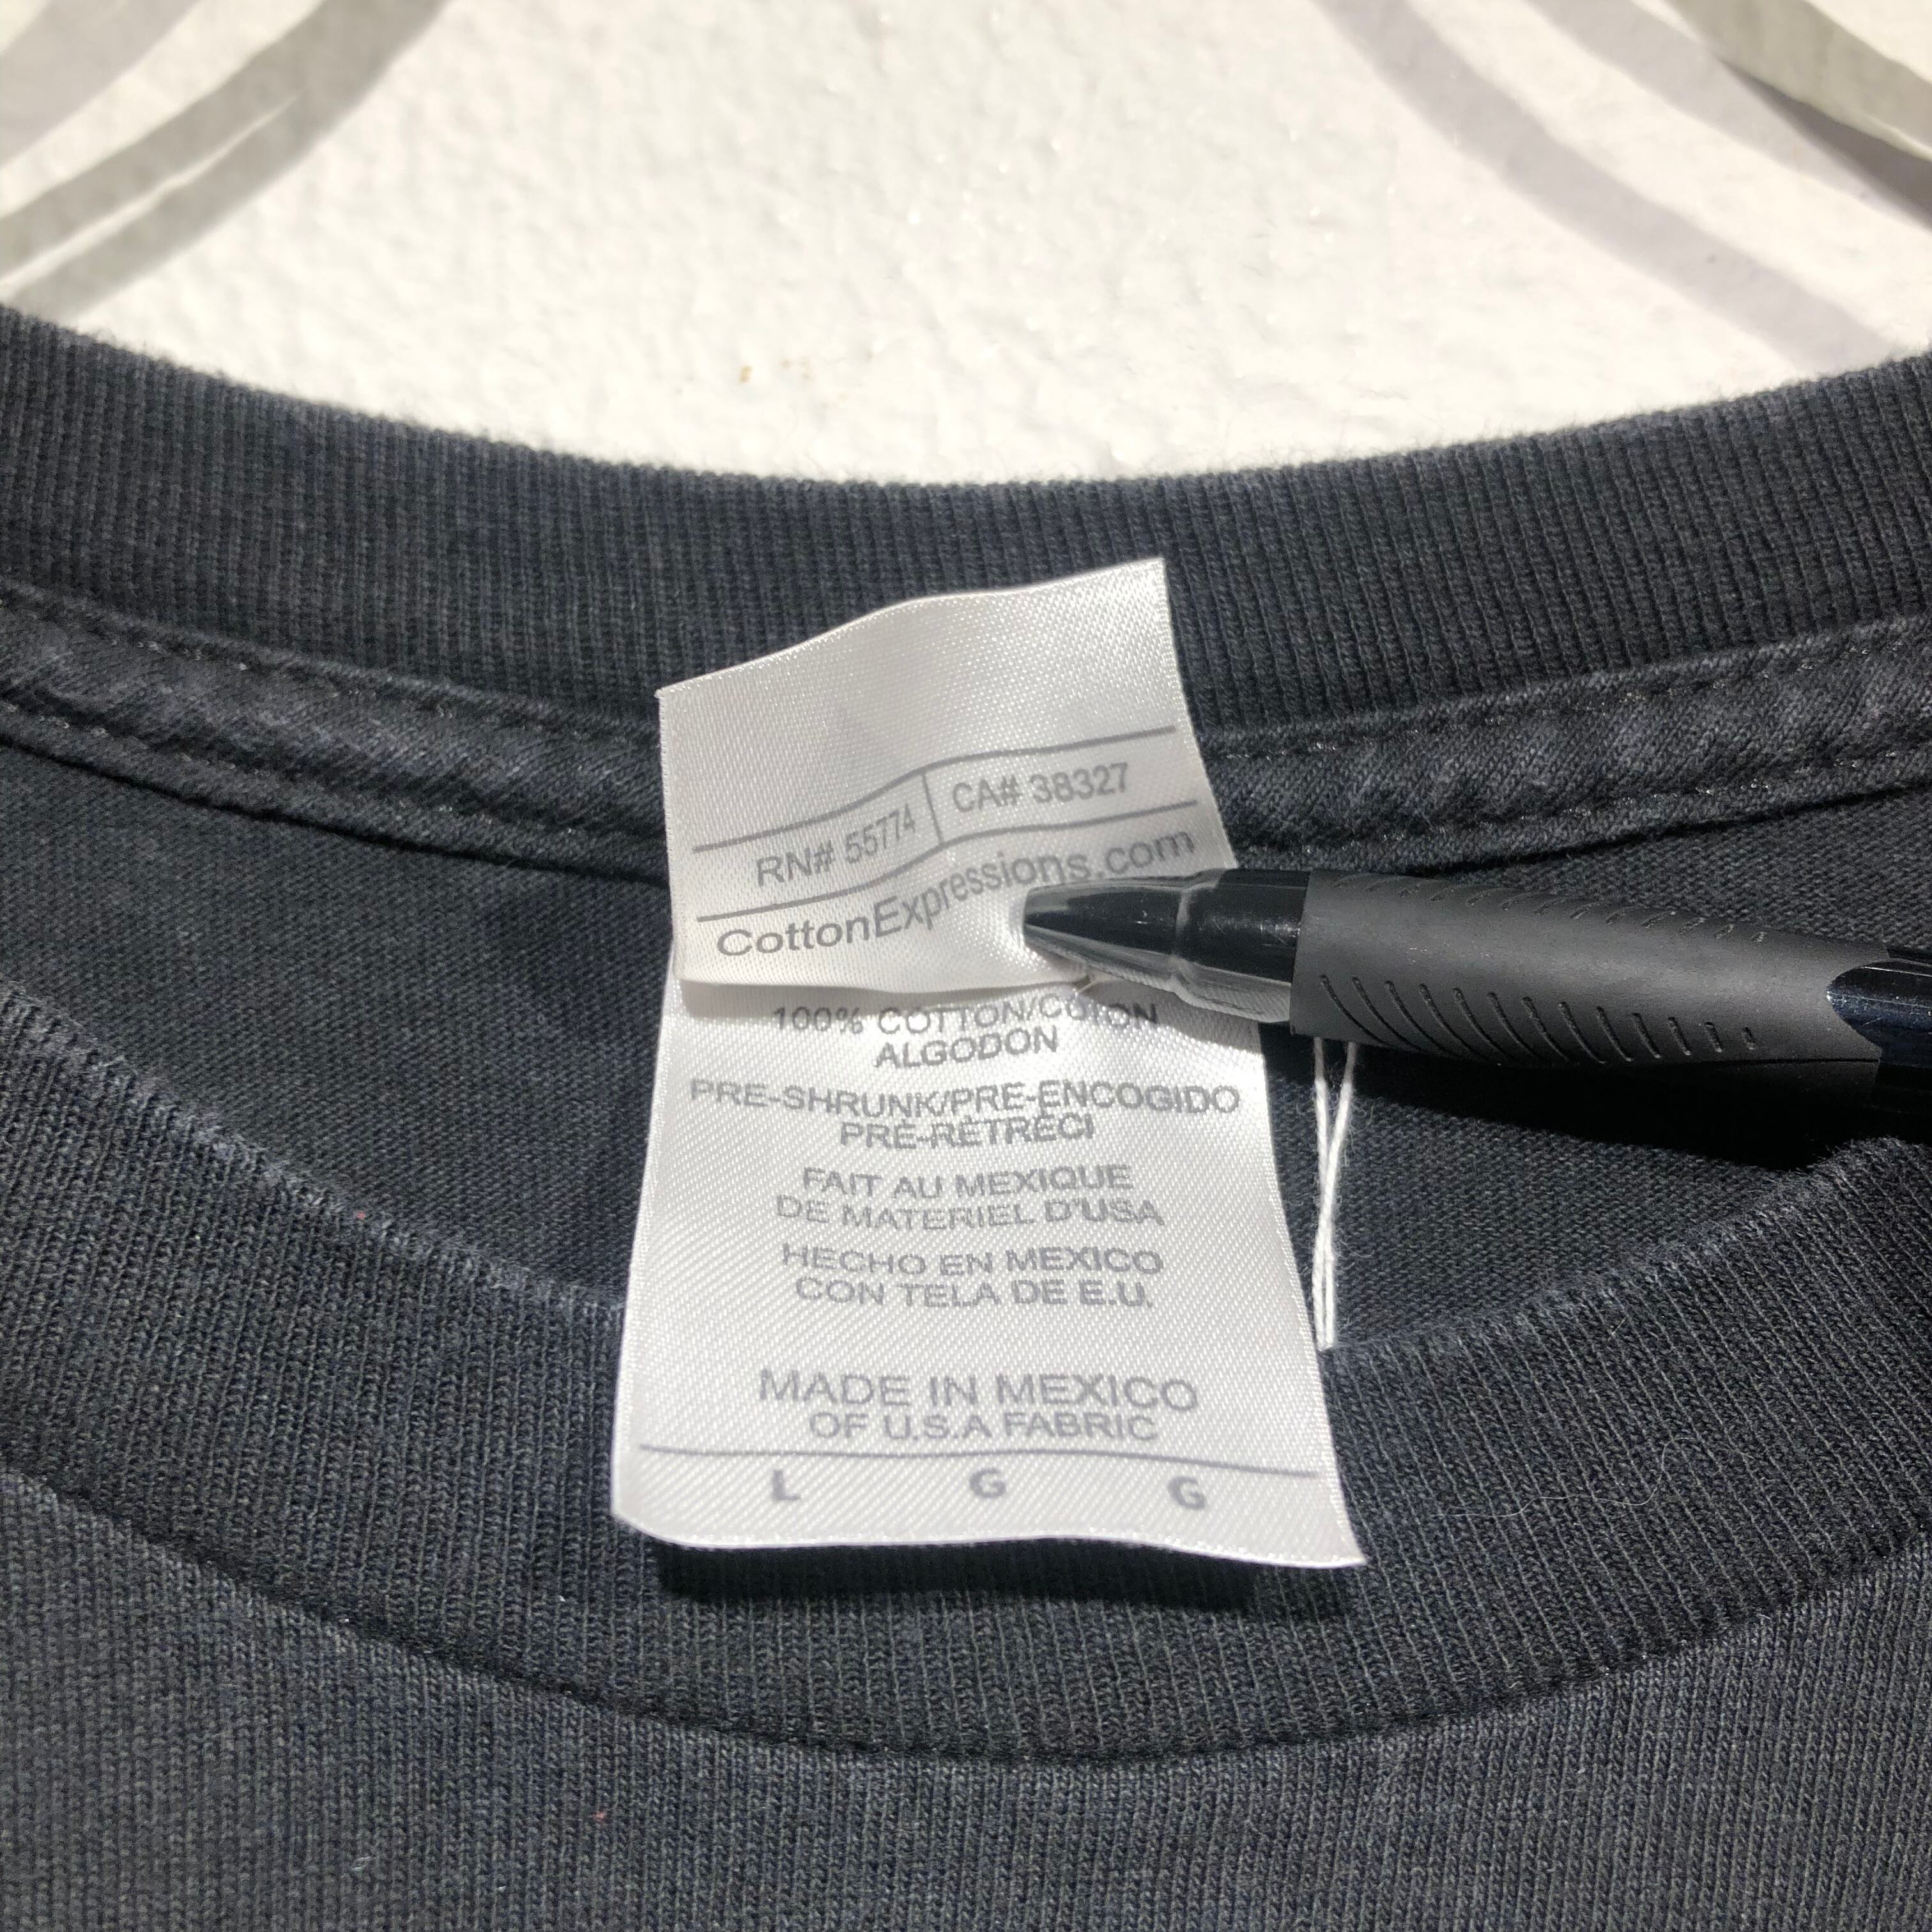 RN# 55774 CA# 38327
CottonExpressions.com
100% COTTON/COTON
ALGODON
PRE-SHRUNK/PRE-ENCOGIDO
PRÉ-RÉTRÉCI
FAIT AU MEXIQUE
DE MATERIEL D'USA
HECHO EN MEXICO
CON TELA DE E.U.
MADE IN MEXICO
OF U.S.A FABRIC
L G G